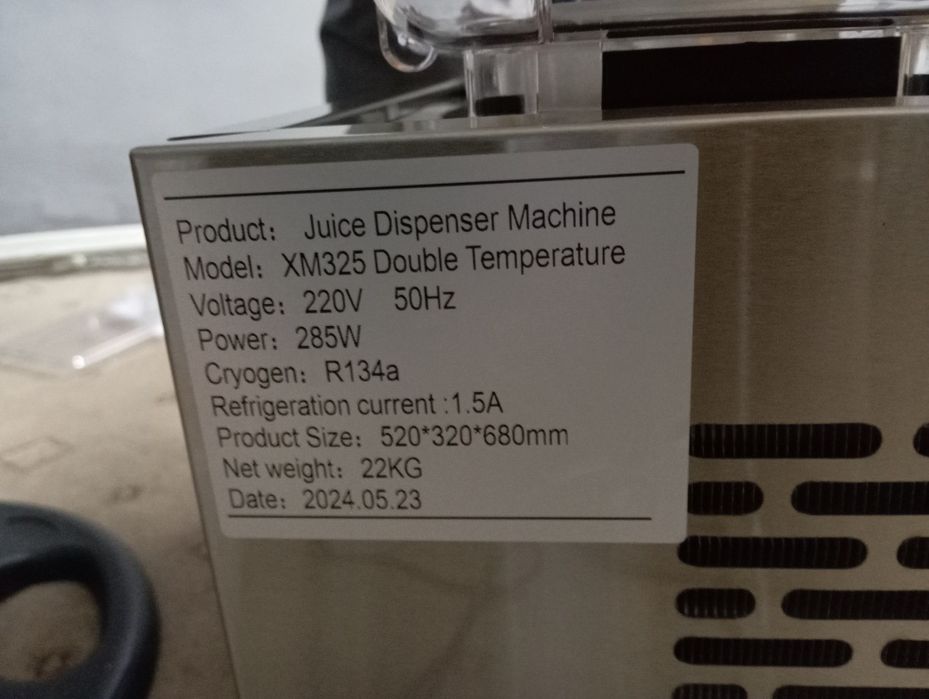 Product： Juice Dispenser Machine
Model：XM325 Double Temperature
Voltage：220V 50Hz
Power：285W
Cryogen：R134a
Refrigeration current :1.5A
Product Size：520*320*680mm
Net weight：22KG
Date：2024.05.23